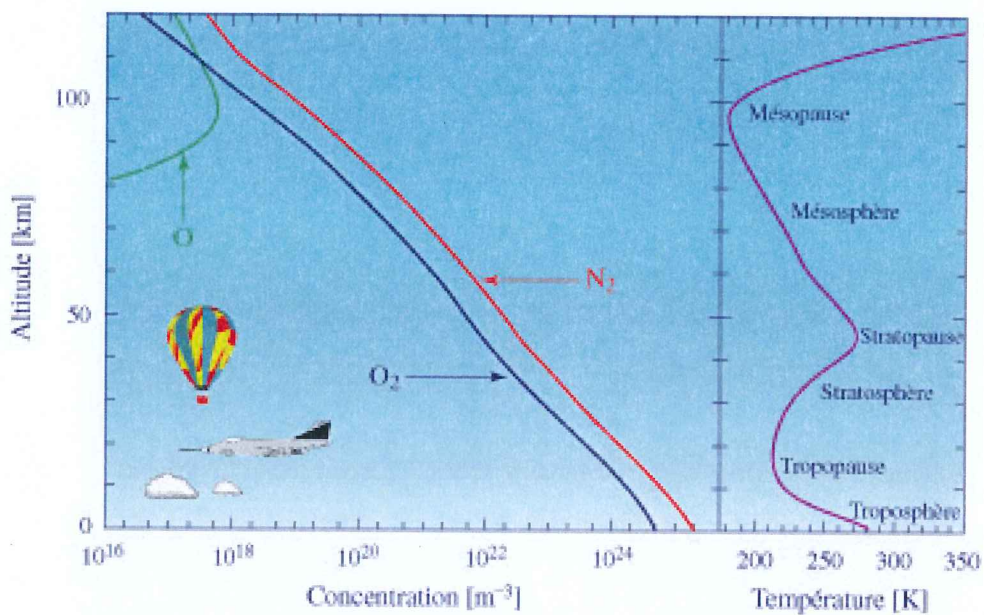 Altitude [km]
100
50
0
O
N₂
O₂
10¹⁶ 10¹⁸ 10²⁰ 10²² 10²⁴
Concentration [m⁻³]
Mésopause
Mésosphère
Stratopause
Stratosphère
Tropopause
Troposphère
200 250 300 350
Température [K]